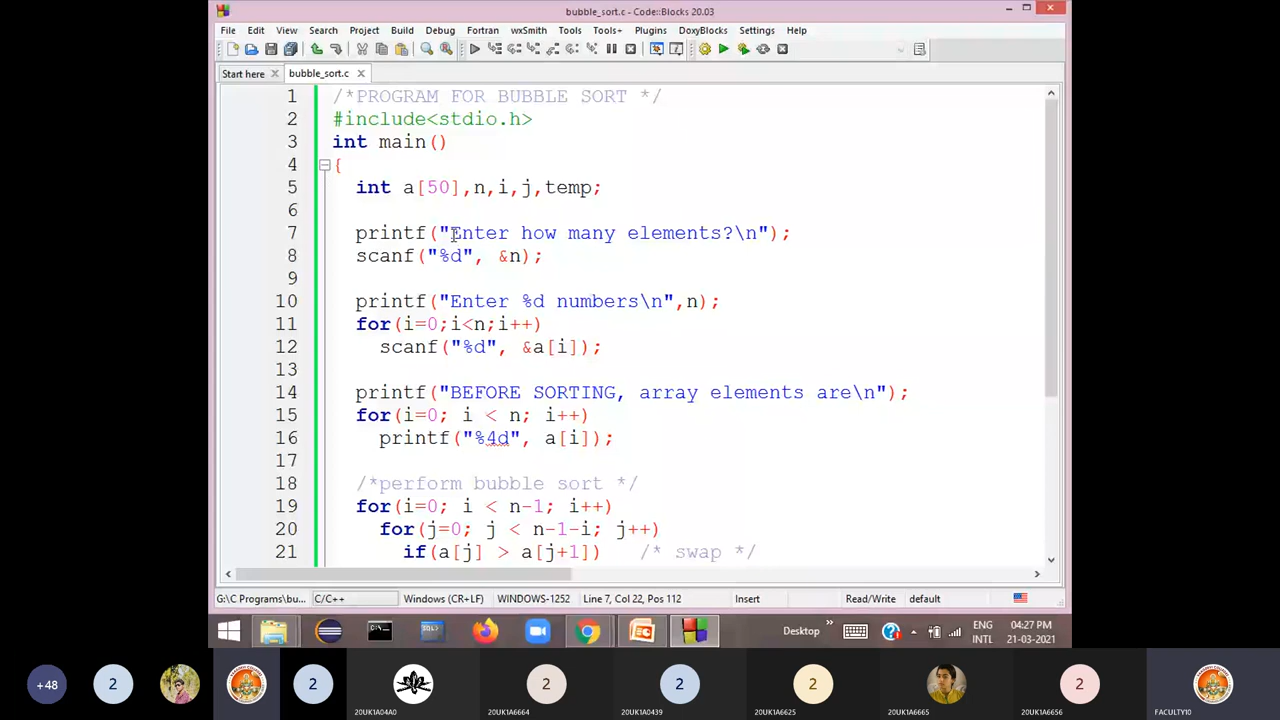 bubble_sort.c - Code::Blocks 20.03
File Edit View Search Project Build Debug Fortran wxSmith Tools Tools+ Plugins DoxyBlocks Settings Help
Start here bubble_sort.c
1 /*PROGRAM FOR BUBBLE SORT */
2 #include<stdio.h>
3 int main()
4 {
5 int a[50],n,i,j,temp;
6
7 printf("Enter how many elements?\n");
8 scanf("%d", &n);
9
10 printf("Enter %d numbers\n",n);
11 for(i=0;i<n;i++)
12 scanf("%d", &a[i]);
13
14 printf("BEFORE SORTING, array elements are\n");
15 for(i=0; i < n; i++)
16 printf("%4d", a[i]);
17
18 /*perform bubble sort */
19 for(i=0; i < n-1; i++)
20 for(j=0; j < n-1-i; j++)
21 if(a[j] > a[j+1]) /* swap */
G:\C Programs\bu... C/C++ Windows (CR+LF) WINDOWS-1252 Line 7, Col 22, Pos 112 Insert Read/Write default
Desktop ENG 04:27 PM
INTL 21-03-2021
+48 2 2 2 2 2 2
20UK1A04A0 20UK1A6664 20UK1A0439 20UK1A6625 20UK1A6665 20UK1A6656 FACULTY10